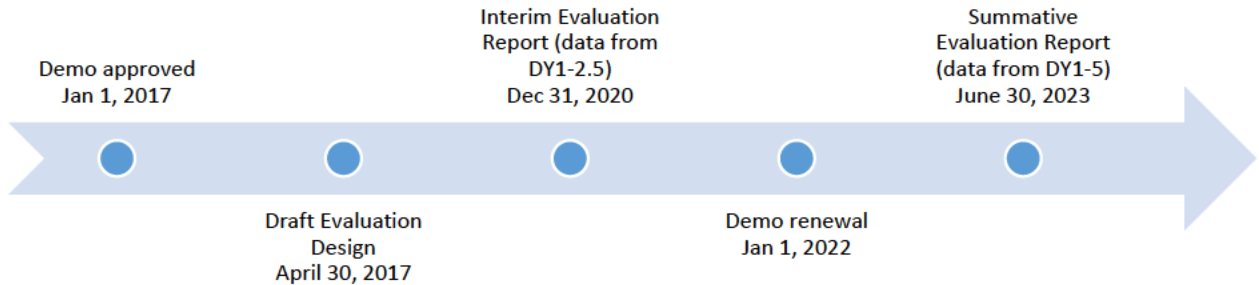 Demo approved
Jan 1, 2017
Draft Evaluation
Design
April 30, 2017
Interim Evaluation
Report (data from
DY1-2.5)
Dec 31, 2020
Demo renewal
Jan 1, 2022
Summative
Evaluation Report
(data from DY1-5)
June 30, 2023